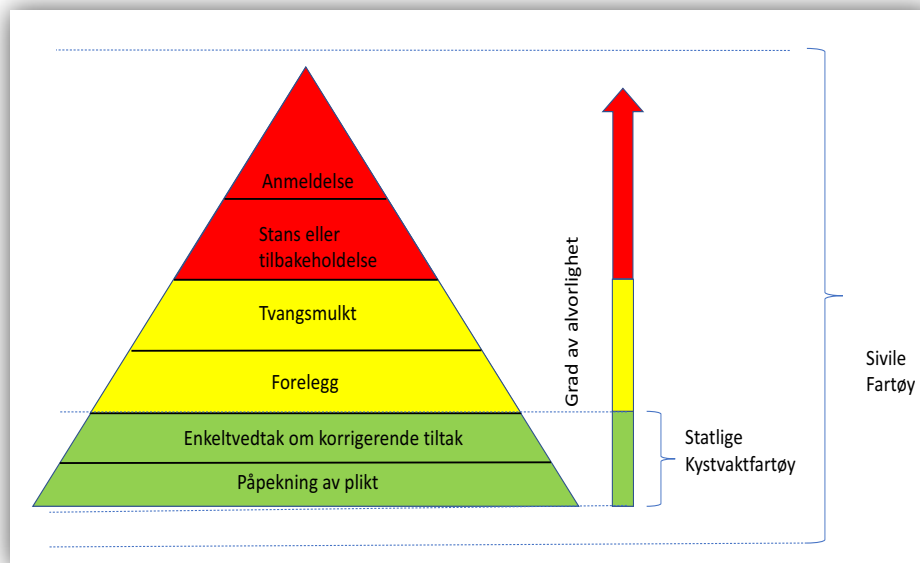 Anmeldelse
Stans eller
tilbakeholdelse
Tvangsmulkt
Forelegg
Enkeltvedtak om korrigerende tiltak
Påpekning av plikt
Grad av alvorlighet
Statlige
Kystvaktfartøy
Sivile
Fartøy